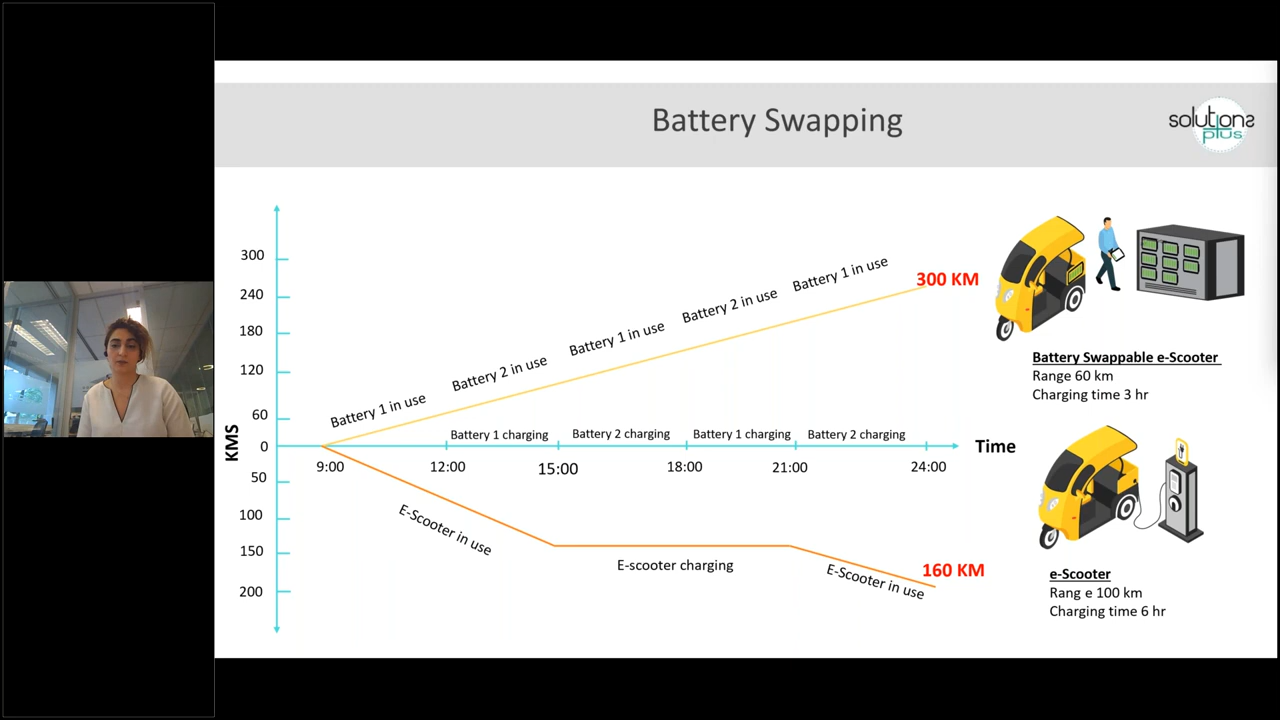 Battery Swapping
solutions
plus
300
240
180
120
60
0
50
100
150
200
KMS
Battery 1 in use
Battery 2 in use
Battery 1 in use
Battery 2 in use
Battery 1 in use
300 KM
Battery 1 charging
Battery 2 charging
Battery 1 charging
Battery 2 charging
Time
9:00
12:00
15:00
18:00
21:00
24:00
E-Scooter in use
E-scooter charging
E-Scooter in use
160 KM
Battery Swappable e-Scooter
Range 60 km
Charging time 3 hr
e-Scooter
Rang e 100 km
Charging time 6 hr